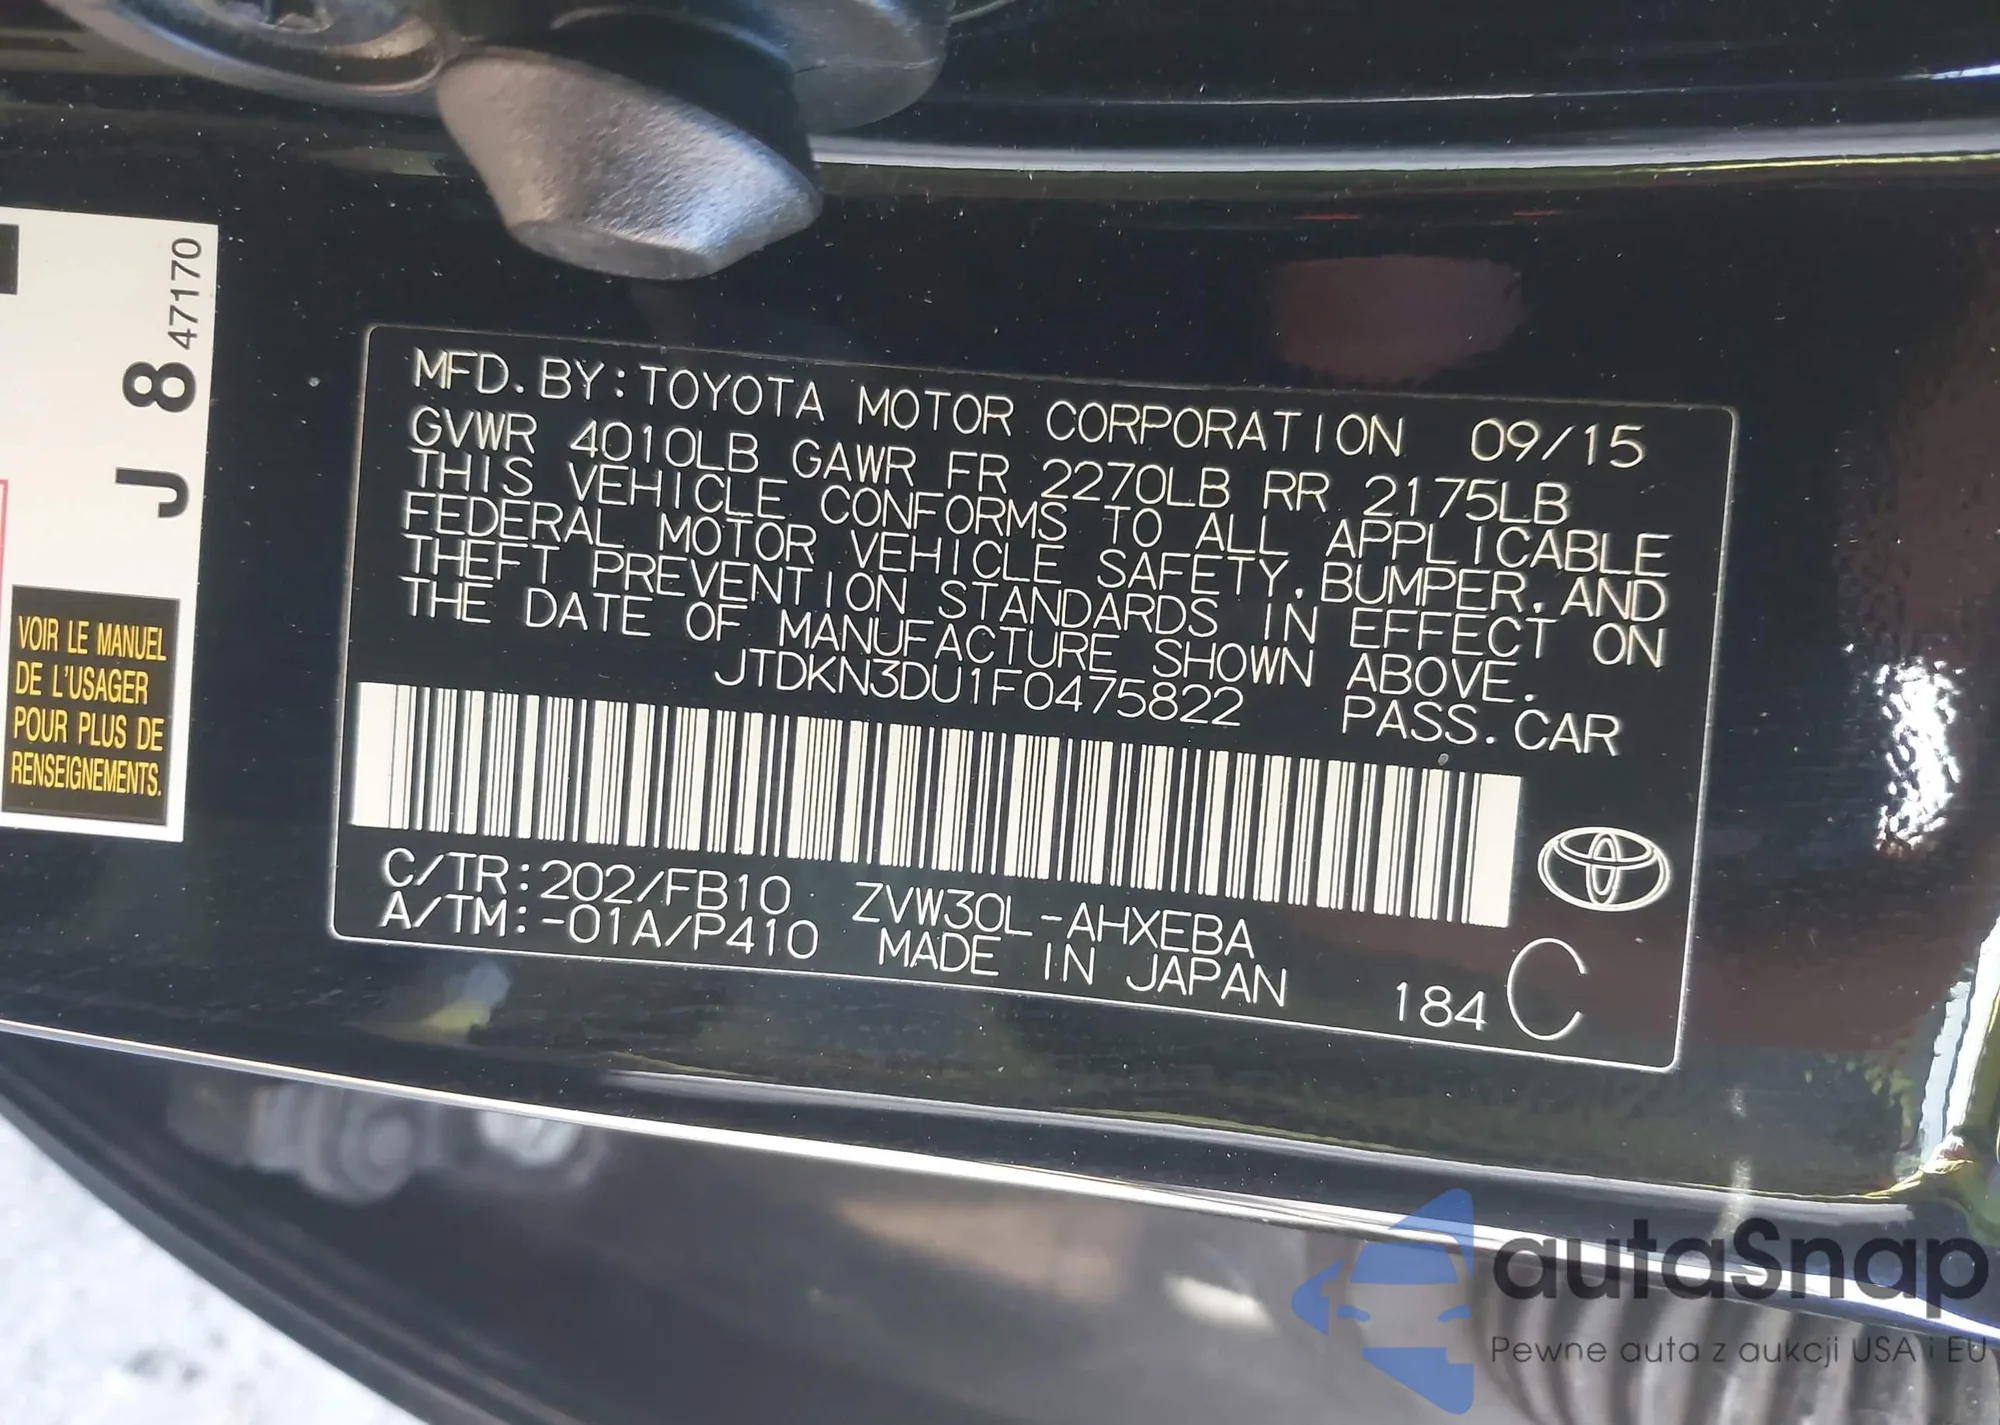 47170
J 8
VOIR LE MANUEL
DE L'USAGER
POUR PLUS DE
RENSEIGNEMENTS.
MFD. BY: TOYOTA MOTOR CORPORATION 09/15
GVWR 4010LB GAWR FR 2270LB RR 2175LB
THIS VEHICLE CONFORMS TO ALL APPLICABLE
FEDERAL MOTOR VEHICLE SAFETY, BUMPER, AND
THEFT PREVENTION STANDARDS IN EFFECT ON
THE DATE OF MANUFACTURE SHOWN ABOVE.
JTDKN3DU1F0475822 PASS. CAR
C/TR: 202/FB10 ZVW30L-AHXEBA
A/TM: -01A/P410 MADE IN JAPAN 184 C
autaSnap
Pewne auta z aukcji USA i EU